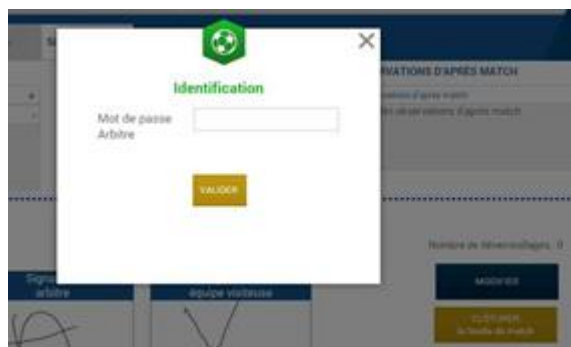 OBSERVATIONS D'APRÈS MATCH
Identification
Mot de passe
Arbitre
VALIDER
Nombre de déverrouillages 0
arbitre
équipe visiteuse
MODIFIER
CLÔTURER
la feuille de match